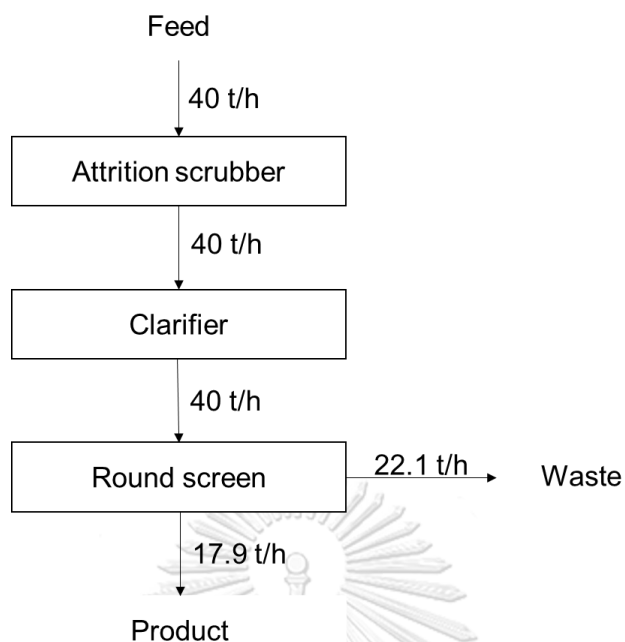 Feed
40 t/h
Attrition scrubber
40 t/h
Clarifier
40 t/h
Round screen
22.1 t/h
Waste
17.9 t/h
Product